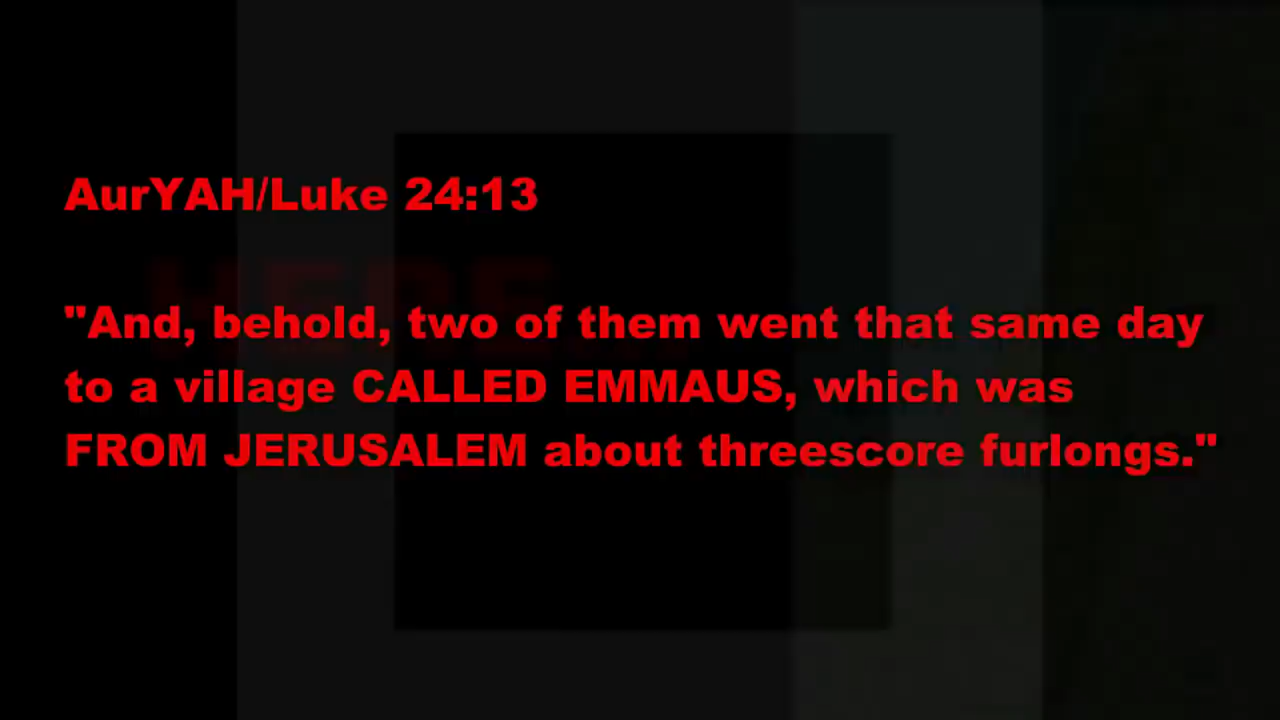 AurYAH/Luke 24:13
"And, behold, two of them went that same day
to a village CALLED EMMAUS, which was
FROM JERUSALEM about threescore furlongs."